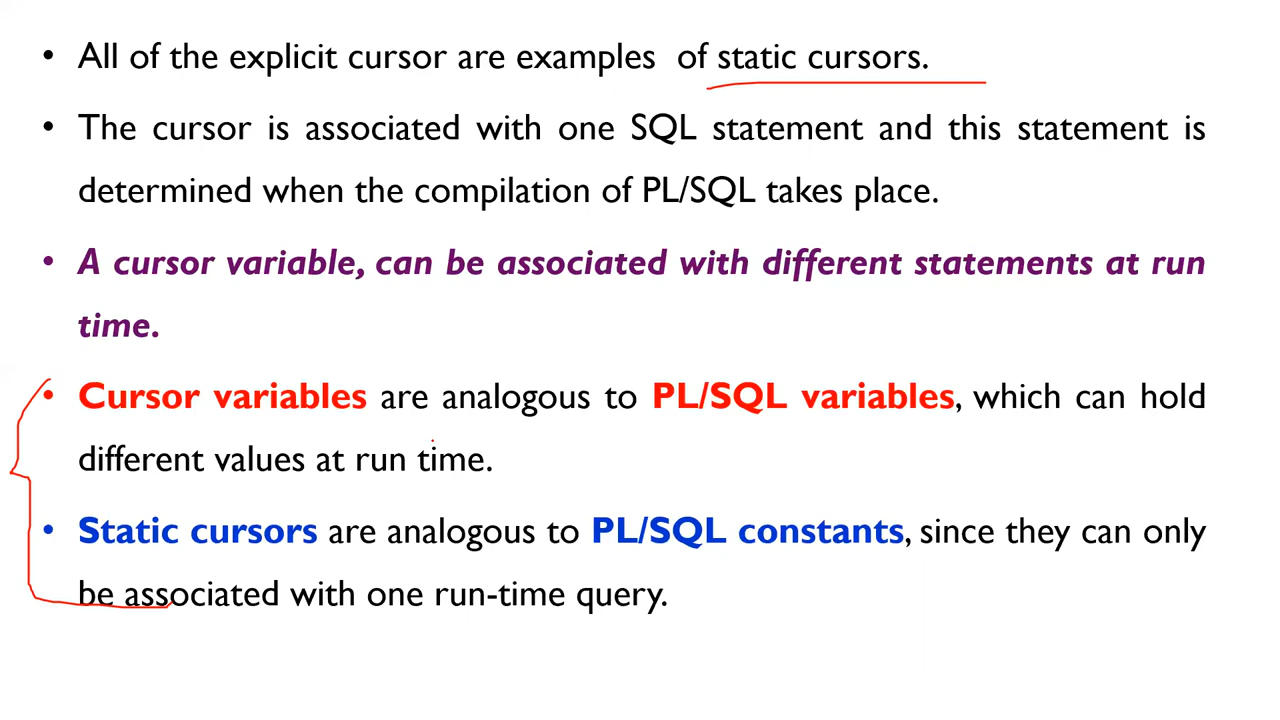 • All of the explicit cursor are examples of static cursors.
• The cursor is associated with one SQL statement and this statement is
determined when the compilation of PL/SQL takes place.
• A cursor variable, can be associated with different statements at run
time.
• Cursor variables are analogous to PL/SQL variables, which can hold
different values at run time.
• Static cursors are analogous to PL/SQL constants, since they can only
be associated with one run-time query.